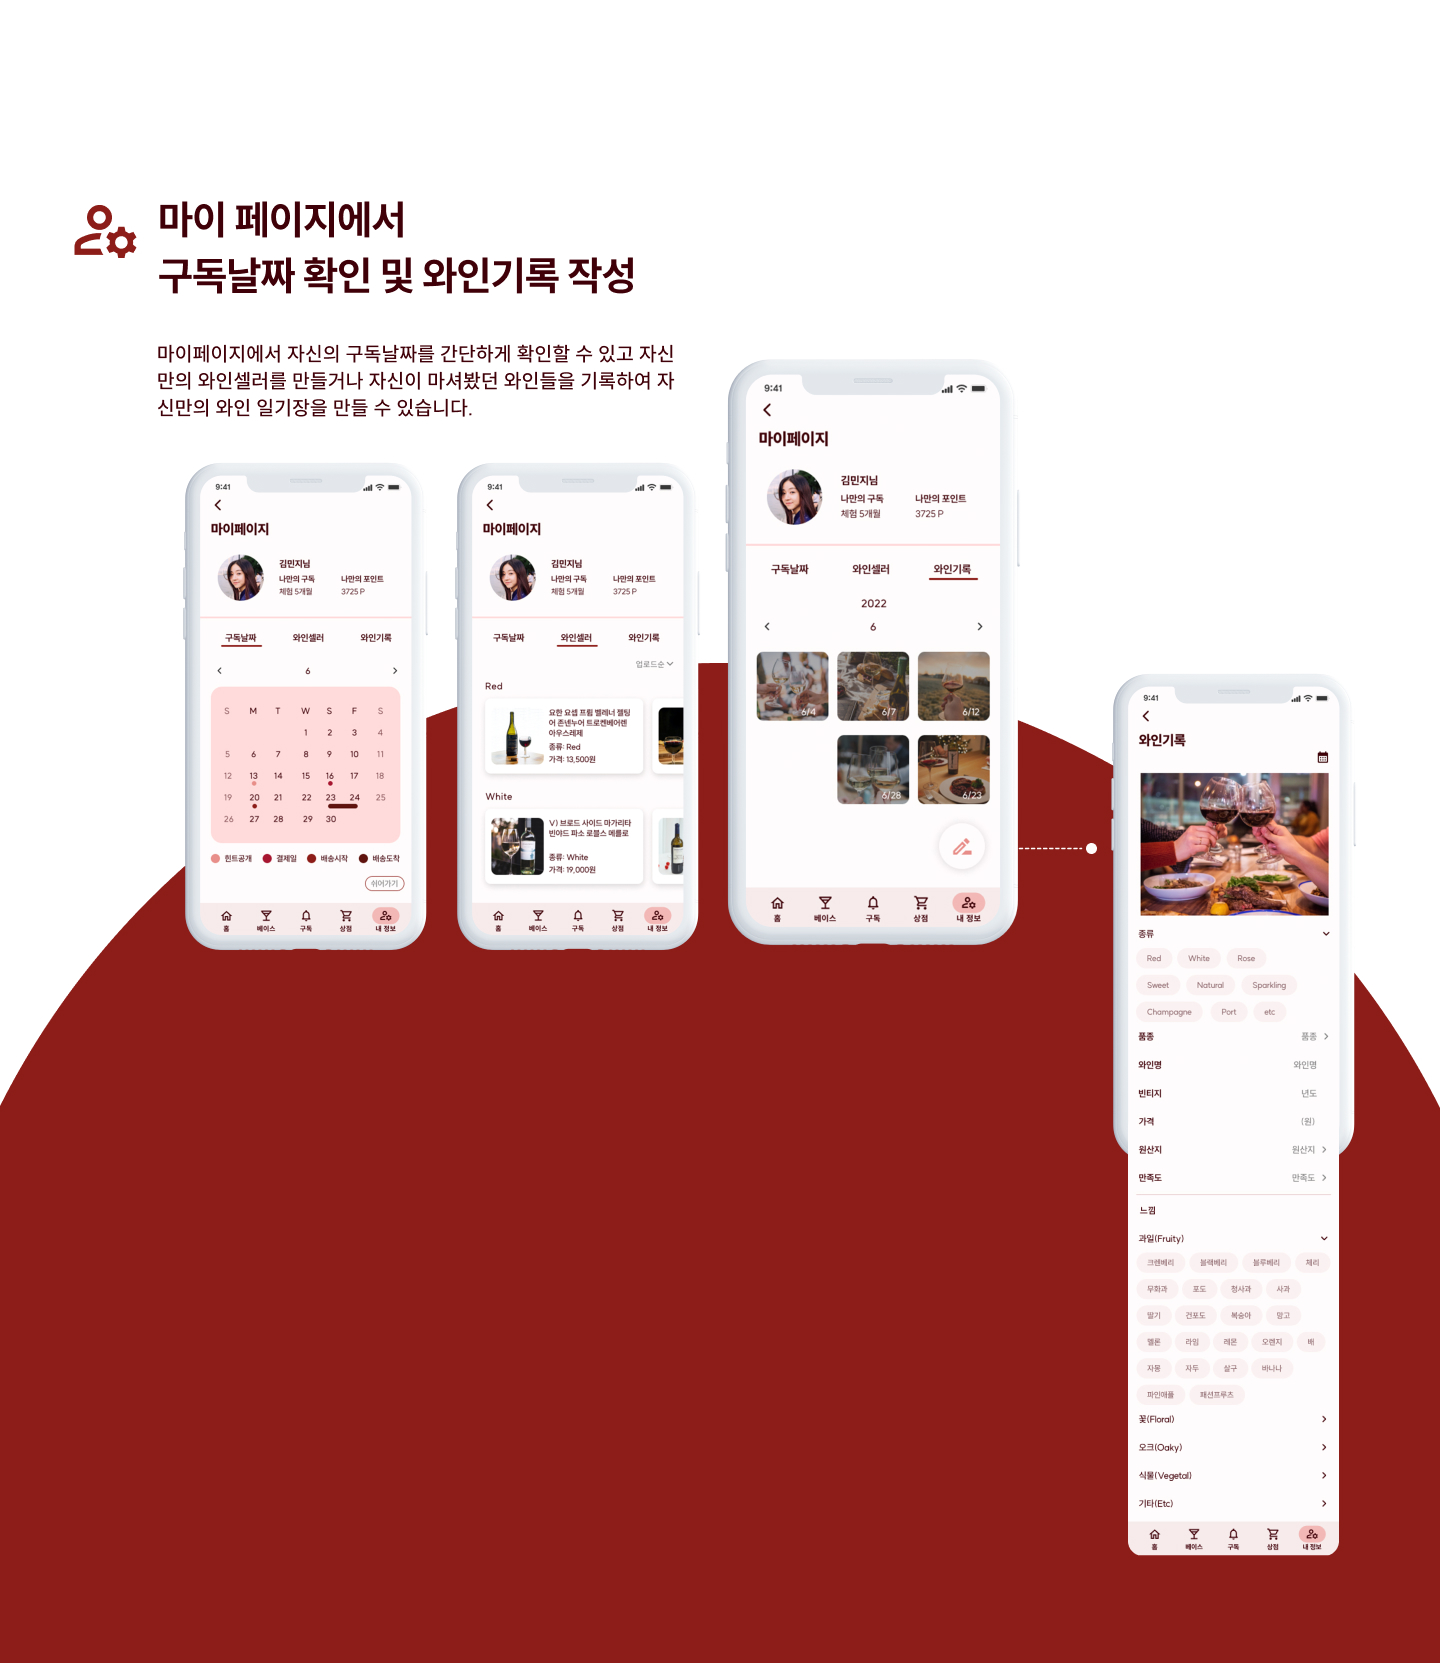 마이 페이지에서
구독날짜 확인 및 와인기록 작성
마이페이지에서 자신의 구독날짜를 간단하게 확인할 수 있고 자신
만의 와인셀러를 만들거나 자신이 마셔봤던 와인들을 기록하여 자
신만의 와인 일기장을 만들 수 있습니다.
9:41
마이페이지
김민지님
나만의 구독 나만의 포인트
체험 5개월 3725 P
구독날짜 와인셀러 와인기록
6
S M T W S F S
1 2 3 4
5 6 7 8 9 10 11
12 13 14 15 16 17 18
19 20 21 22 23 24 25
26 27 28 29 30
힌트공개 결제일 배송시작 배송도착
쉬어가기
홈 베이스 구독 상점 내 정보
9:41
마이페이지
김민지님
나만의 구독 나만의 포인트
체험 5개월 3725 P
구독날짜 와인셀러 와인기록
업로드순
Red
요한 요셉 프륌 벨레너 젤팅
어 존넨누어 트로켄베어렌
아우스레제
종류: Red
가격: 13,500원
White
V) 브로드 사이드 마가리타
빈야드 파소 로블스 메를로
종류: White
가격: 19,000원
홈 베이스 구독 상점 내 정보
9:41
마이페이지
김민지님
나만의 구독 나만의 포인트
체험 5개월 3725 P
구독날짜 와인셀러 와인기록
2022
6
6/4 6/7 6/12
6/28 6/23
홈 베이스 구독 상점 내 정보
9:41
와인기록
종류
Red White Rose
Sweet Natural Sparkling
Champagne Port etc
품종 품종
와인명 와인명
빈티지 년도
가격 (원)
원산지 원산지
만족도 만족도
느낌
과일(Fruity)
크렌베리 블랙베리 블루베리 체리
무화과 포도 청사과 사과
딸기 건포도 복숭아 망고
멜론 라임 레몬 오렌지 배
자몽 자두 살구 바나나
파인애플 패션프루츠
꽃(Floral)
오크(Oaky)
식물(Vegetal)
기타(Etc)
홈 베이스 구독 상점 내 정보